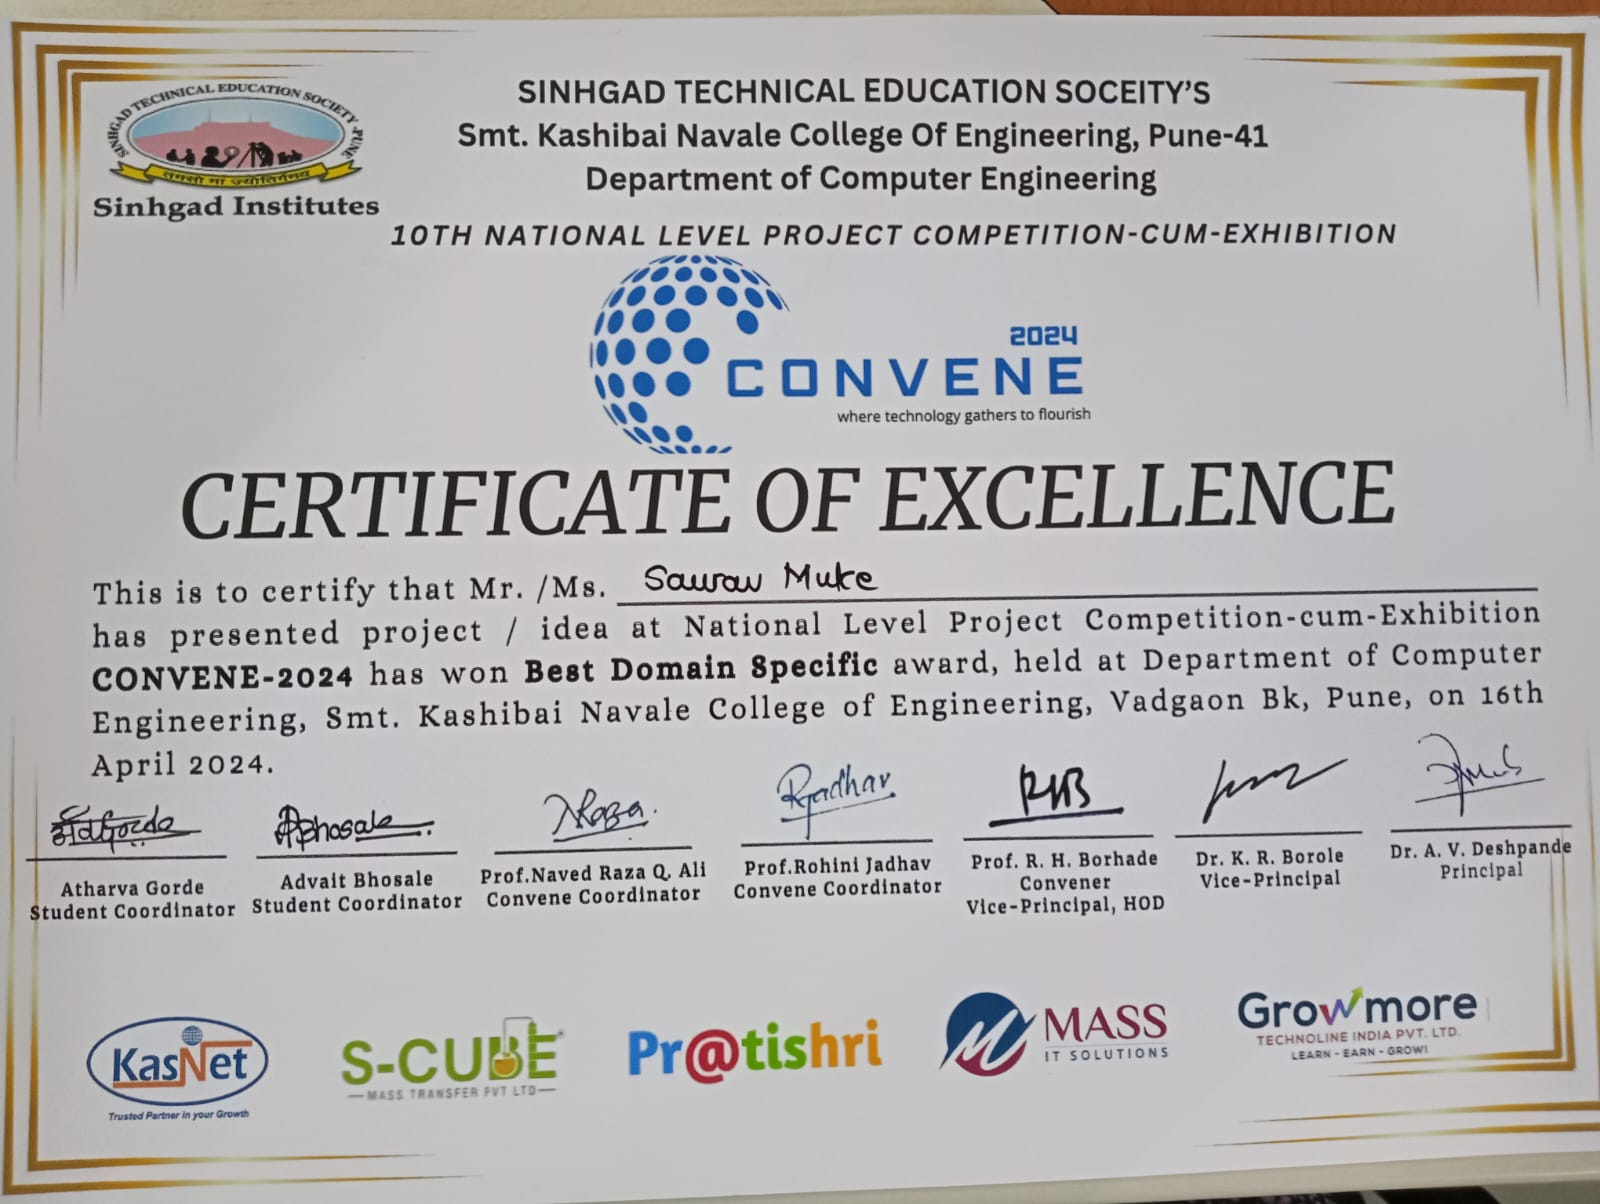 SINHGAD TECHNICAL EDUCATION SOCIETY - PUNE
तमसो मा ज्योतिर्गमय
Sinhgad Institutes
SINHGAD TECHNICAL EDUCATION SOCEITY'S
Smt. Kashibai Navale College Of Engineering, Pune-41
Department of Computer Engineering
10TH NATIONAL LEVEL PROJECT COMPETITION-CUM-EXHIBITION
2024
CONVENE
where technology gathers to flourish
CERTIFICATE OF EXCELLENCE
This is to certify that Mr. /Ms. Saurav Muke
has presented project / idea at National Level Project Competition-cum-Exhibition
CONVENE-2024 has won Best Domain Specific award, held at Department of Computer
Engineering, Smt. Kashibai Navale College of Engineering, Vadgaon Bk, Pune, on 16th
April 2024.
Atharva Gorde
Student Coordinator
Advait Bhosale
Student Coordinator
Prof.Naved Raza Q. Ali
Convene Coordinator
Prof.Rohini Jadhav
Convene Coordinator
Prof. R. H. Borhade
Convener
Vice-Principal, HOD
Dr. K. R. Borole
Vice-Principal
Dr. A. V. Deshpande
Principal
KasNet
Trusted Partner in your Growth
S-CUBE
MASS TRANSFER PVT LTD
Pr@tishri
MASS
IT SOLUTIONS
Growmore
TECHNOLINE INDIA PVT. LTD.
LEARN - EARN - GROW!